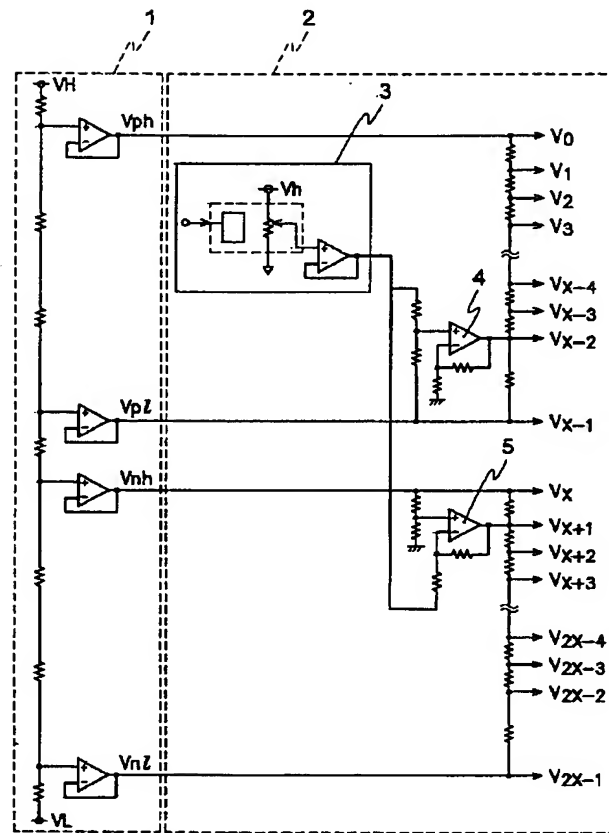 1
2
VH
Vph
3
V0
Vh
V1
V2
V3
+
-
4
VX-4
VX-3
VX-2
Vpl
VX-1
Vnh
5
VX
VX+1
VX+2
VX+3
V2X-4
V2X-3
V2X-2
Vnl
V2X-1
VL